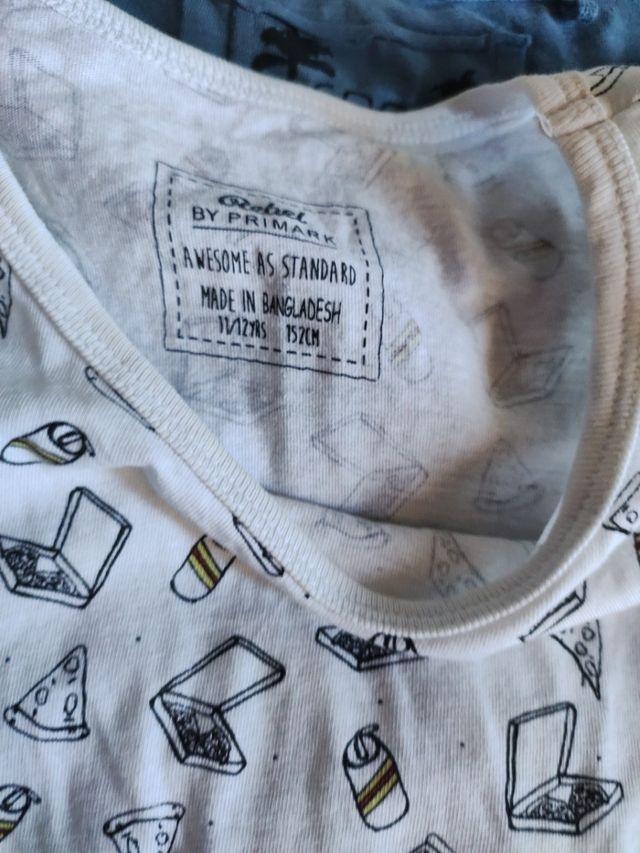 Rebel
BY PRIMARK
AWESOME AS STANDARD
MADE IN BANGLADESH
11/12YRS 152CM